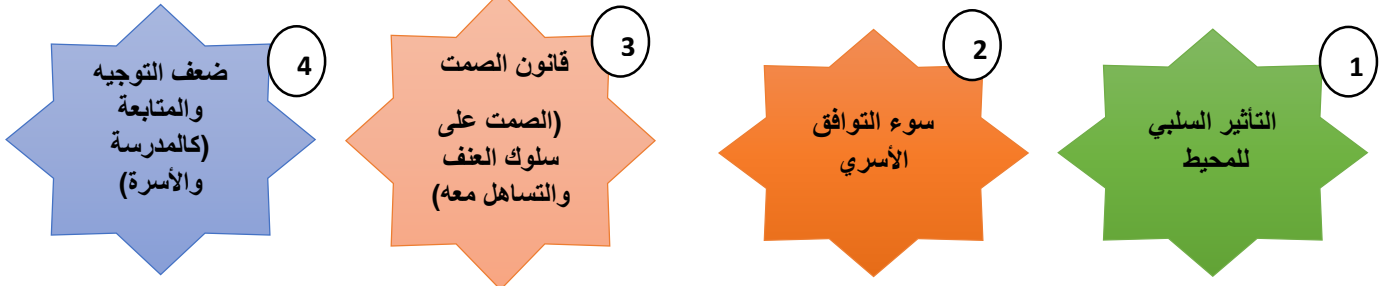 1
التأثير السلبي
للمحيط
2
سوء التوافق
الأسري
3
قانون الصمت
(الصمت على
سلوك العنف
والتساهل معه)
4
ضعف التوجيه
والمتابعة
(كالمدرسة
والأسرة)